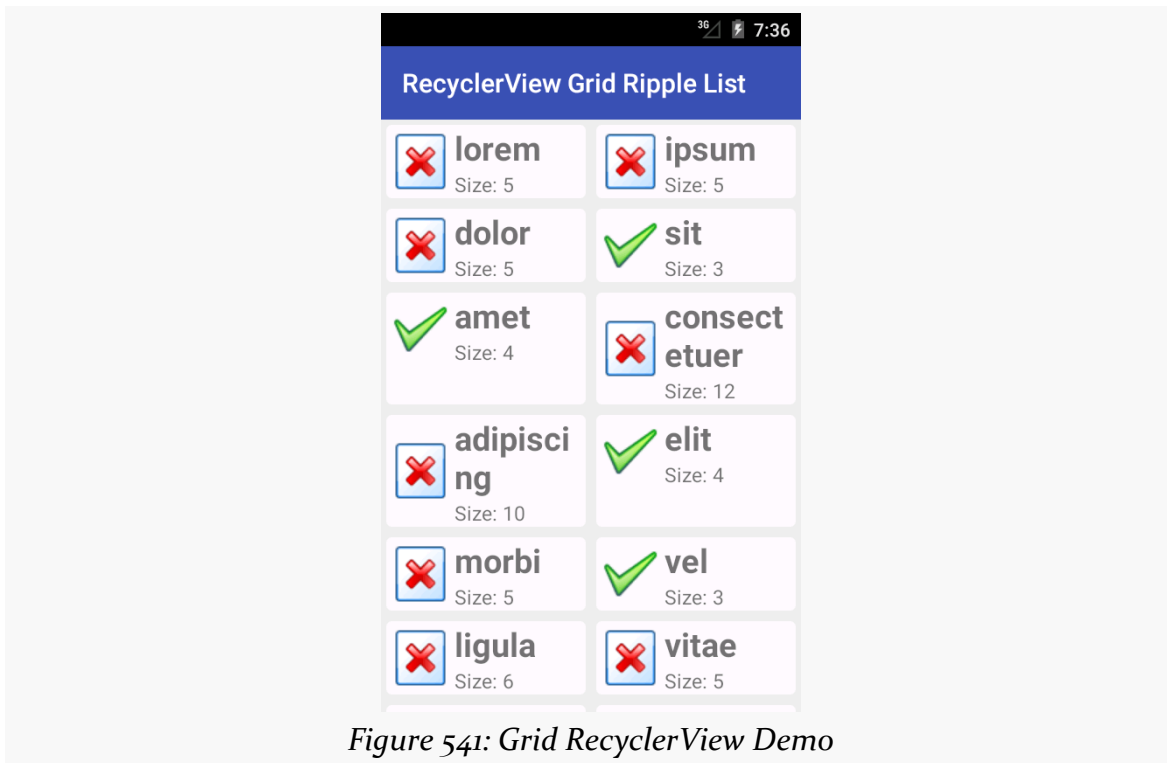 3G 7:36
RecyclerView Grid Ripple List
lorem
Size: 5
ipsum
Size: 5
dolor
Size: 5
sit
Size: 3
amet
Size: 4
consect
etuer
Size: 12
adipisci
ng
Size: 10
elit
Size: 4
morbi
Size: 5
vel
Size: 3
ligula
Size: 6
vitae
Size: 5
Figure 541: Grid RecyclerView Demo